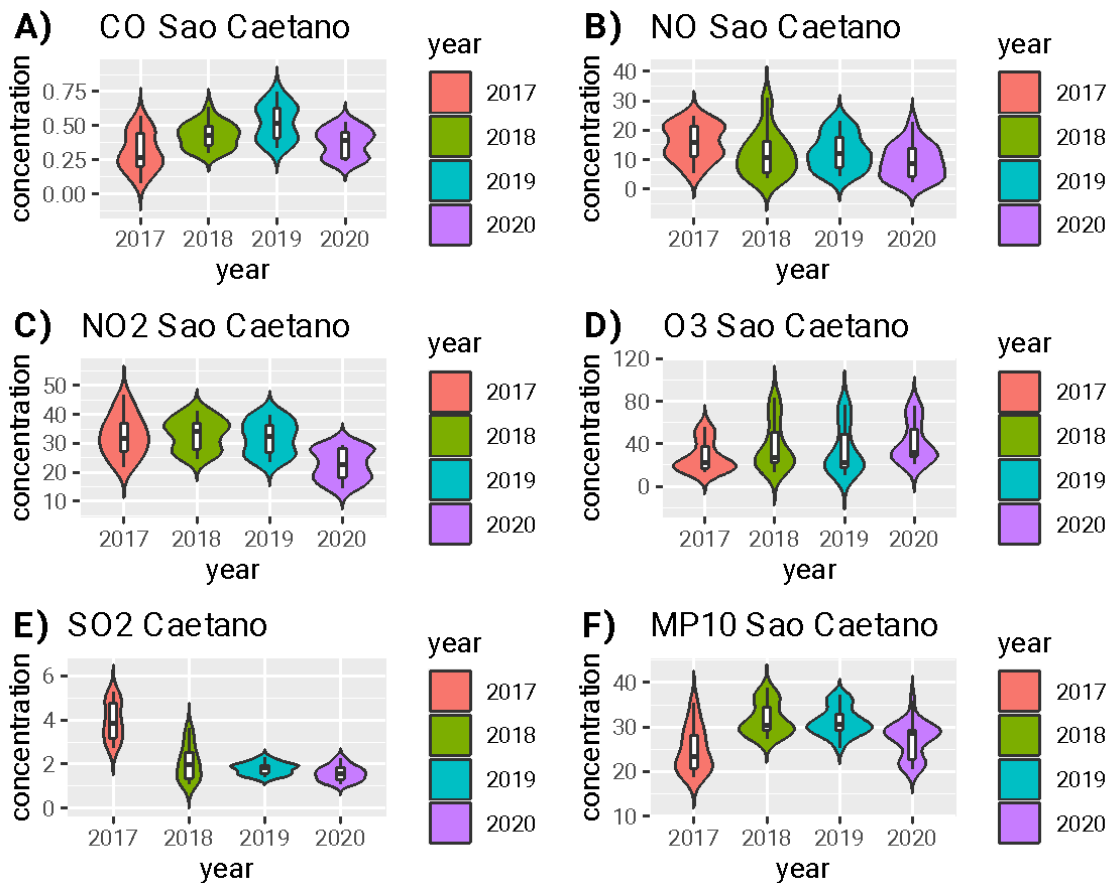 A) CO Sao Caetano
concentration
0.75
0.50
0.25
0.00
2017 2018 2019 2020
year
year
2017
2018
2019
2020
B) NO Sao Caetano
concentration
40
30
20
10
0
2017 2018 2019 2020
year
year
2017
2018
2019
2020
C) NO2 Sao Caetano
concentration
50
40
30
20
10
2017 2018 2019 2020
year
year
2017
2018
2019
2020
D) O3 Sao Caetano
concentration
120
80
40
0
2017 2018 2019 2020
year
year
2017
2018
2019
2020
E) SO2 Caetano
concentration
6
4
2
0
2017 2018 2019 2020
year
year
2017
2018
2019
2020
F) MP10 Sao Caetano
concentration
40
30
20
10
2017 2018 2019 2020
year
year
2017
2018
2019
2020